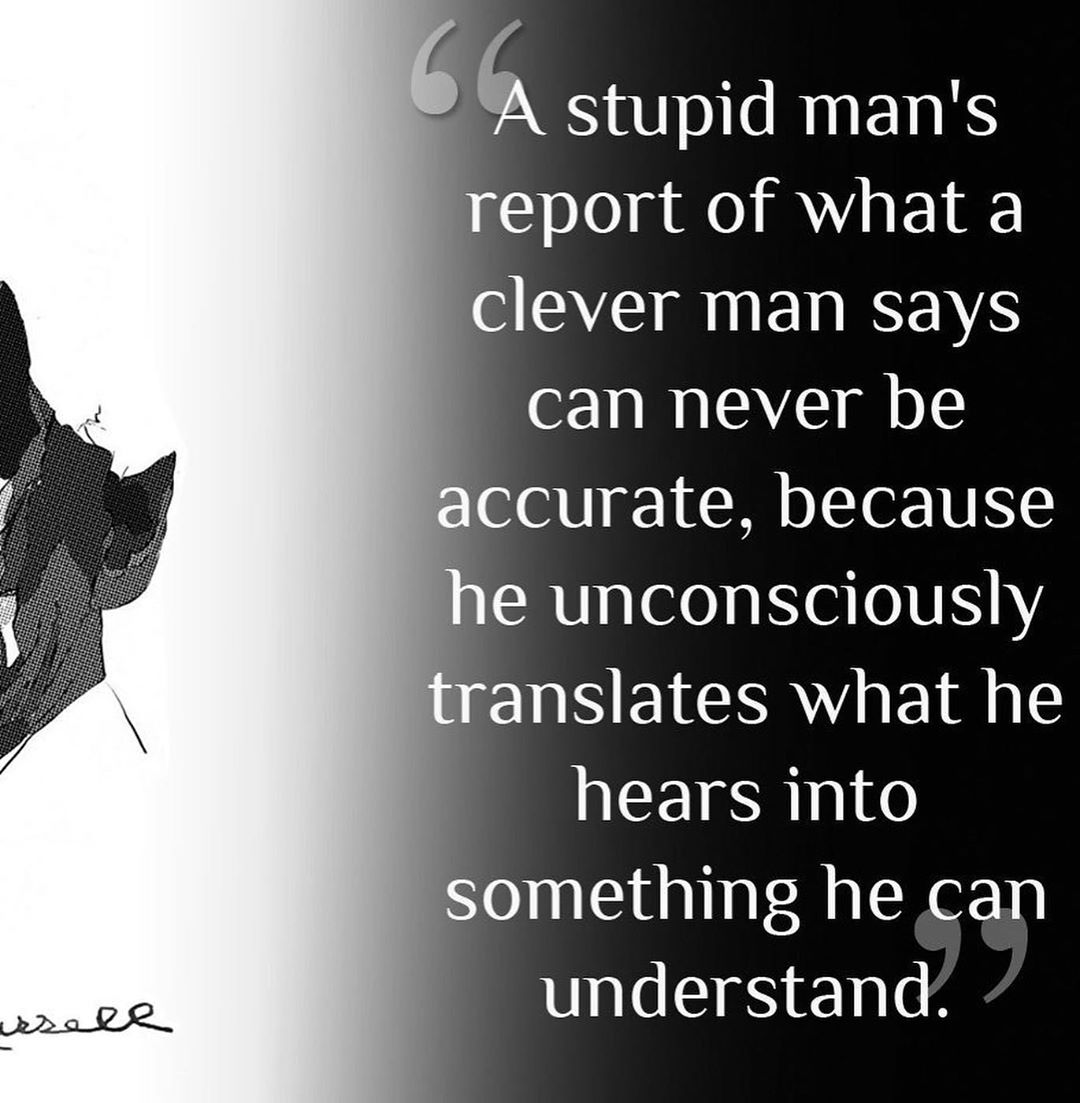 “A stupid man's
report of what a
clever man says
can never be
accurate, because
he unconsciously
translates what he
hears into
something he can
understand.”